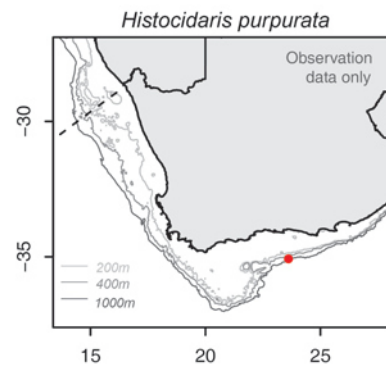 Histocidaris purpurata
Observation
data only
−30
−35
200m
400m
1000m
15 20 25